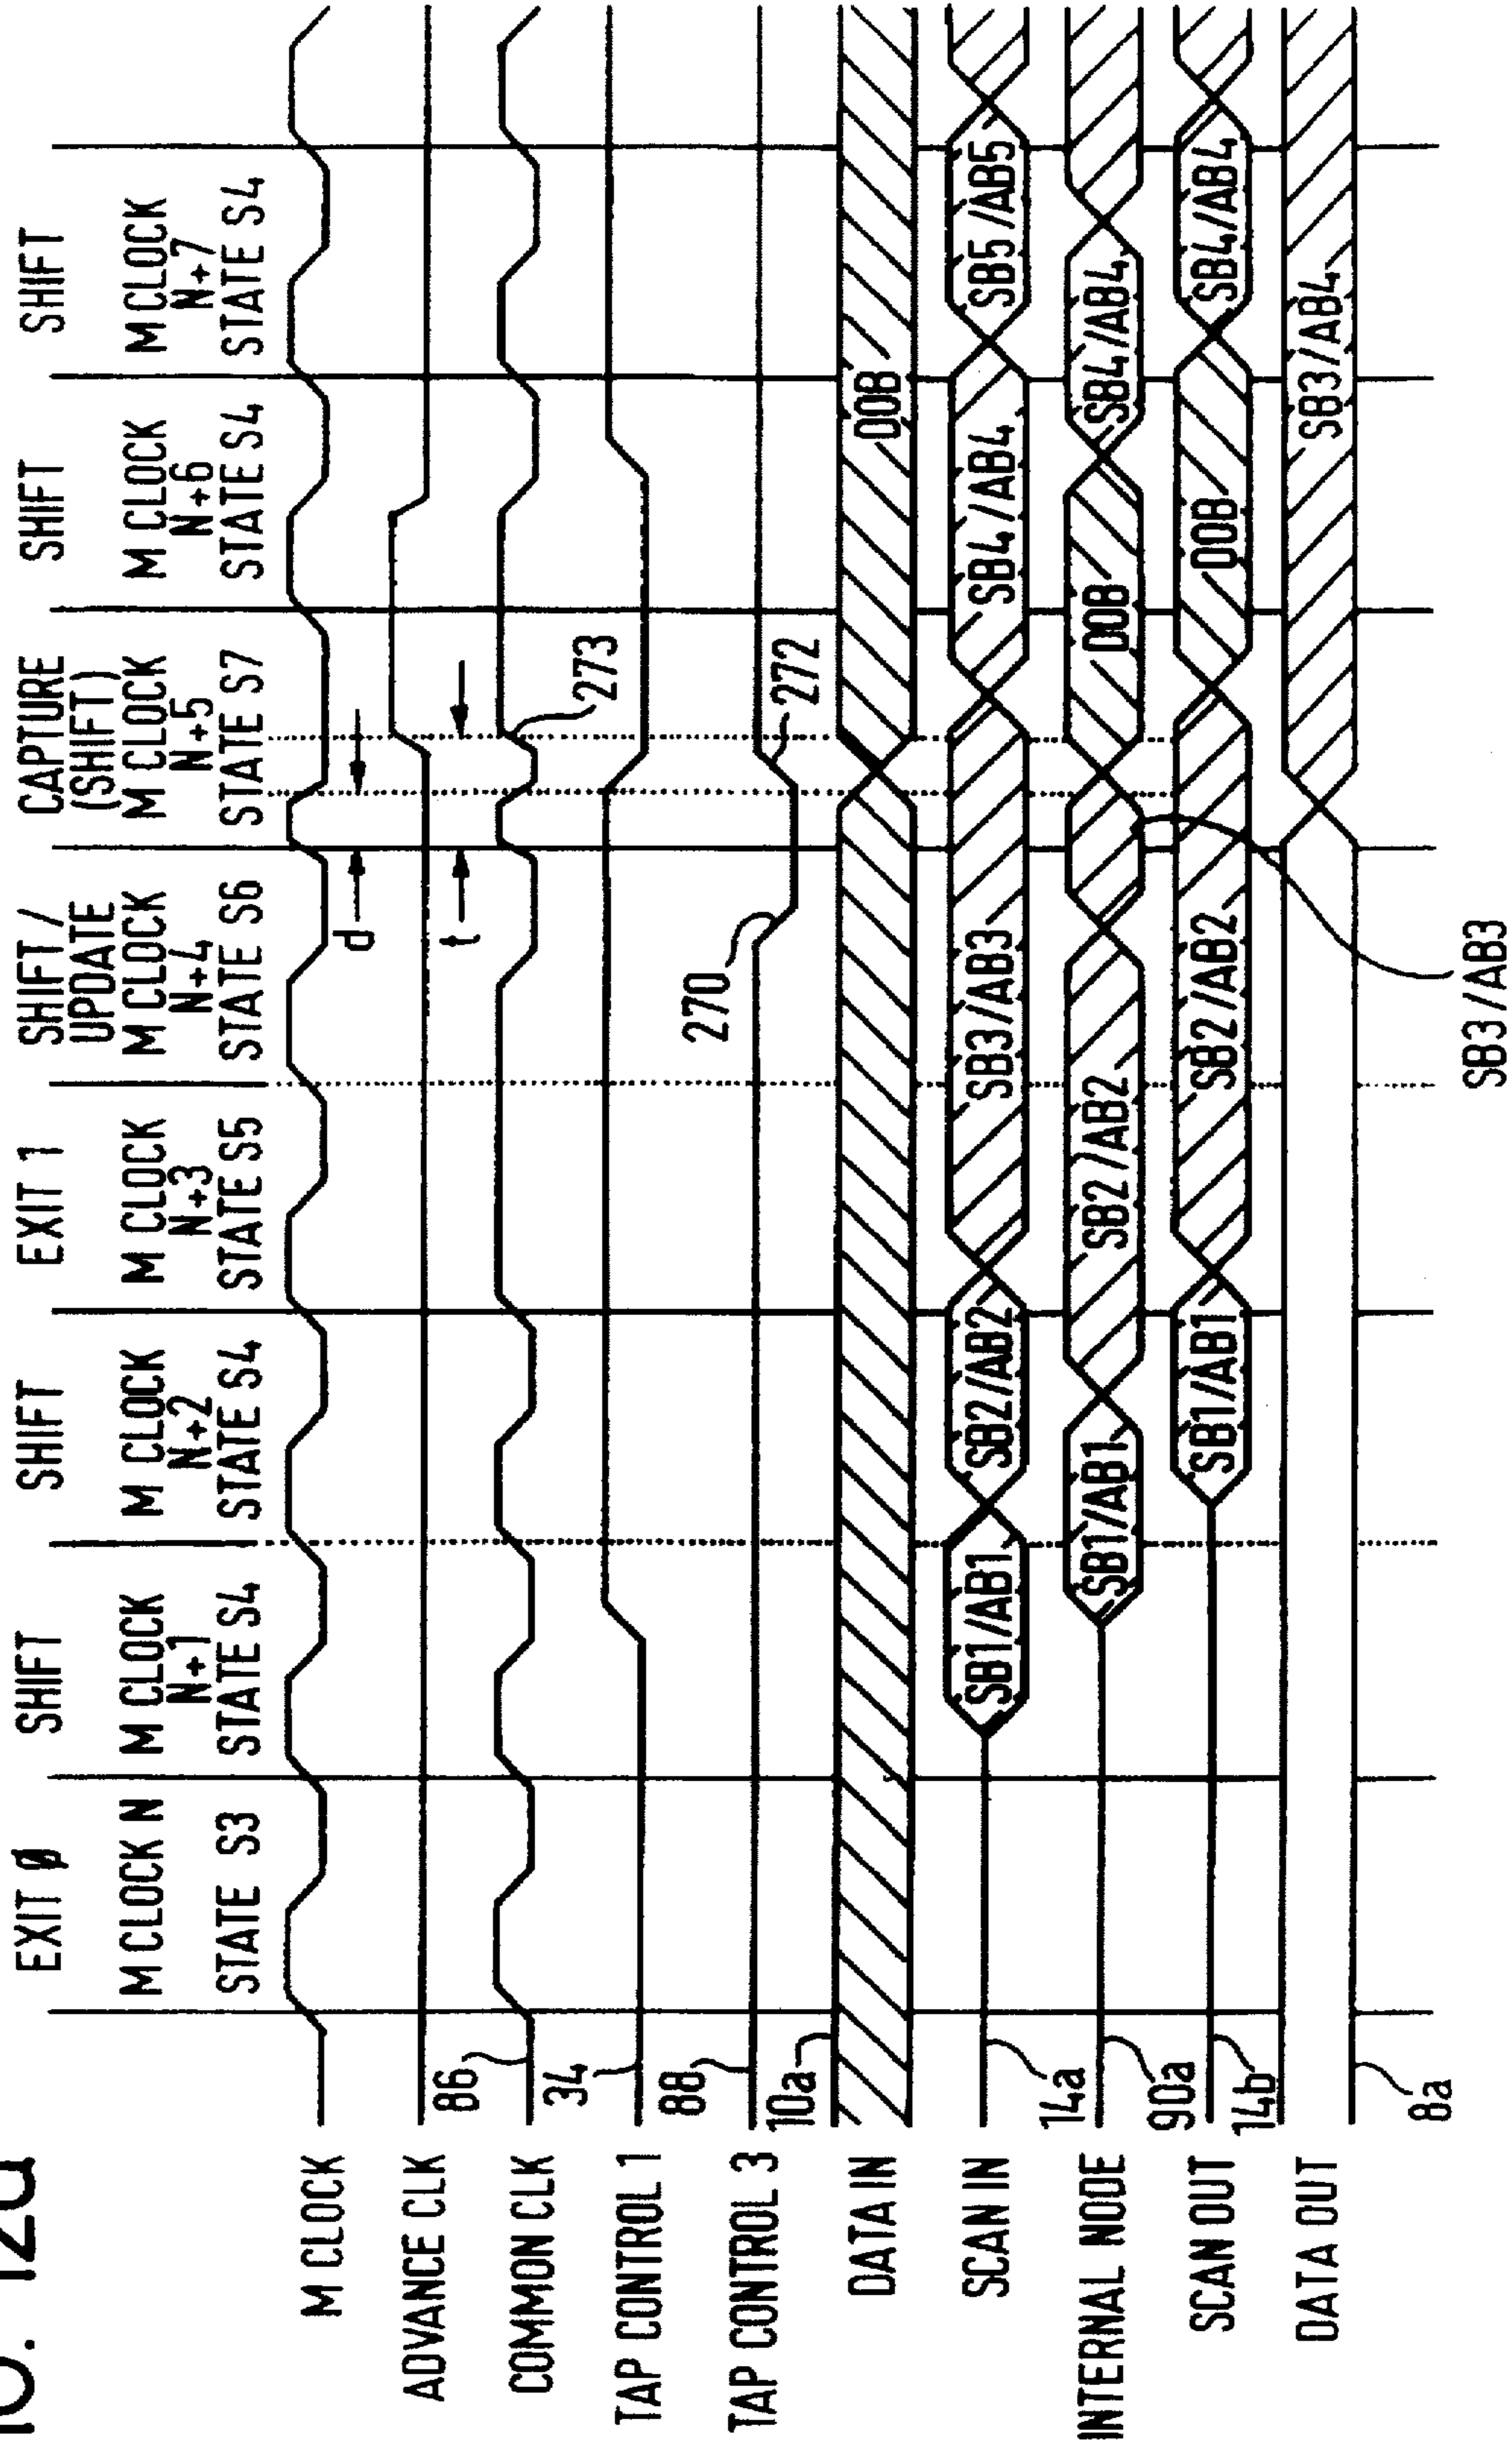 12a
EXIT Ø
SHIFT
SHIFT
EXIT 1
SHIFT /
UPDATE
CAPTURE
(SHIFT)
SHIFT
SHIFT
M CLOCK N
M CLOCK
N+1
M CLOCK
N+2
M CLOCK
N+3
M CLOCK
N+4
M CLOCK
N+5
M CLOCK
N+6
M CLOCK
N+7
STATE S3
STATE S4
STATE S4
STATE S5
STATE S6
STATE S7
STATE S4
STATE S4
M CLOCK
d
ADVANCE CLK
86
t
COMMON CLK
34
273
TAP CONTROL 1
88
270
272
TAP CONTROL 3
10a
DATA IN
DOB
SCAN IN
14a
SB1/AB1
SB2/AB2
SB3/AB3
SB4/AB4
SB5/AB5
INTERNAL NODE
90a
SB1/AB1
SB2/AB2
DOB
SB4/AB4
SCAN OUT
14b
SB1/AB1
SB2/AB2
DOB
SB4/AB4
DATA OUT
8a
SB3/AB4
SB3/AB3